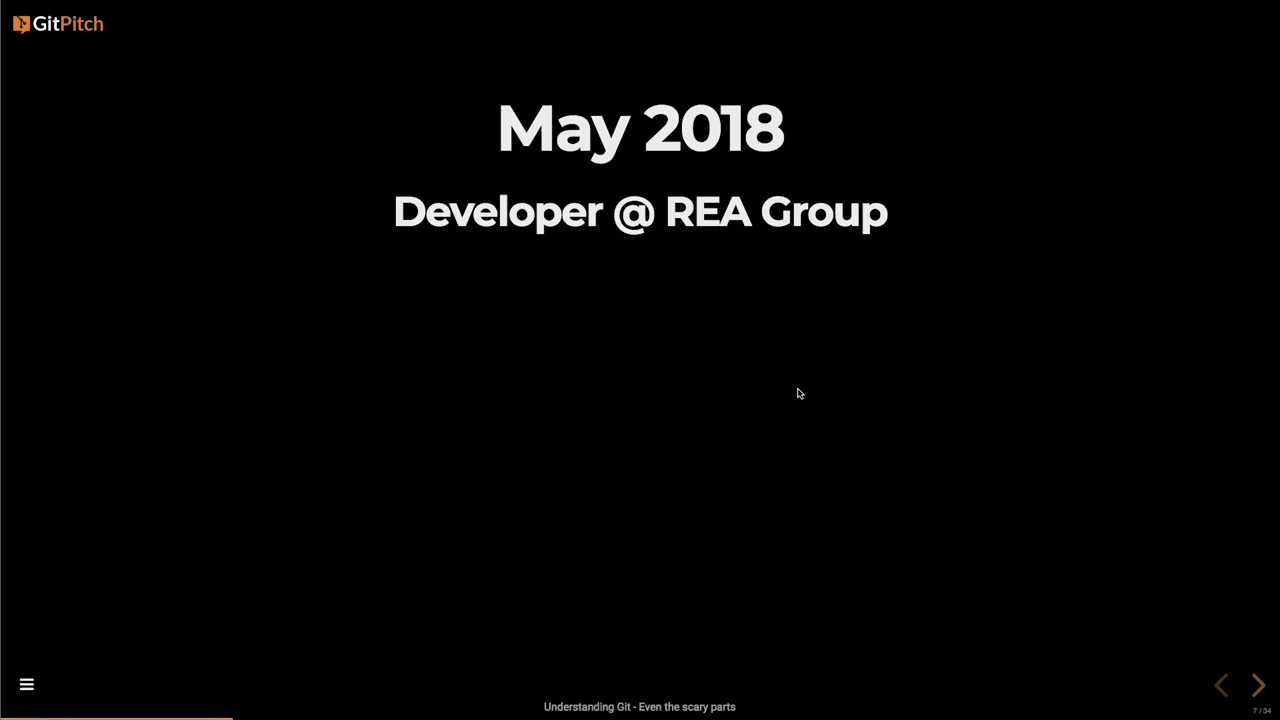 GitPitch
May 2018
Developer @ REA Group
Understanding Git - Even the scary parts
7 / 34